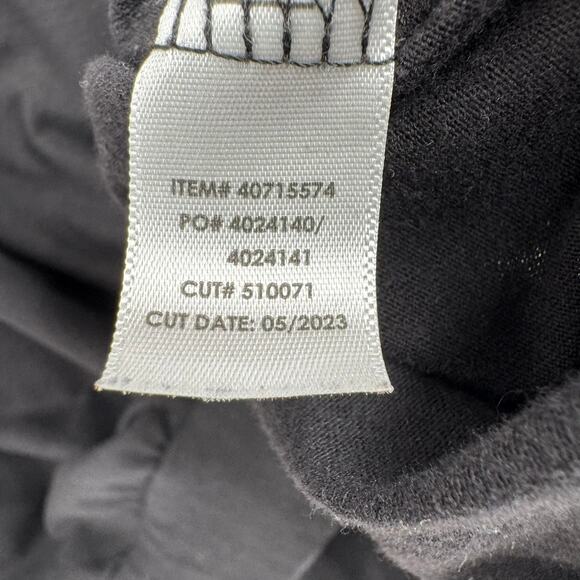 ITEM# 40715574
PO# 4024140/
4024141
CUT# 510071
CUT DATE: 05/2023